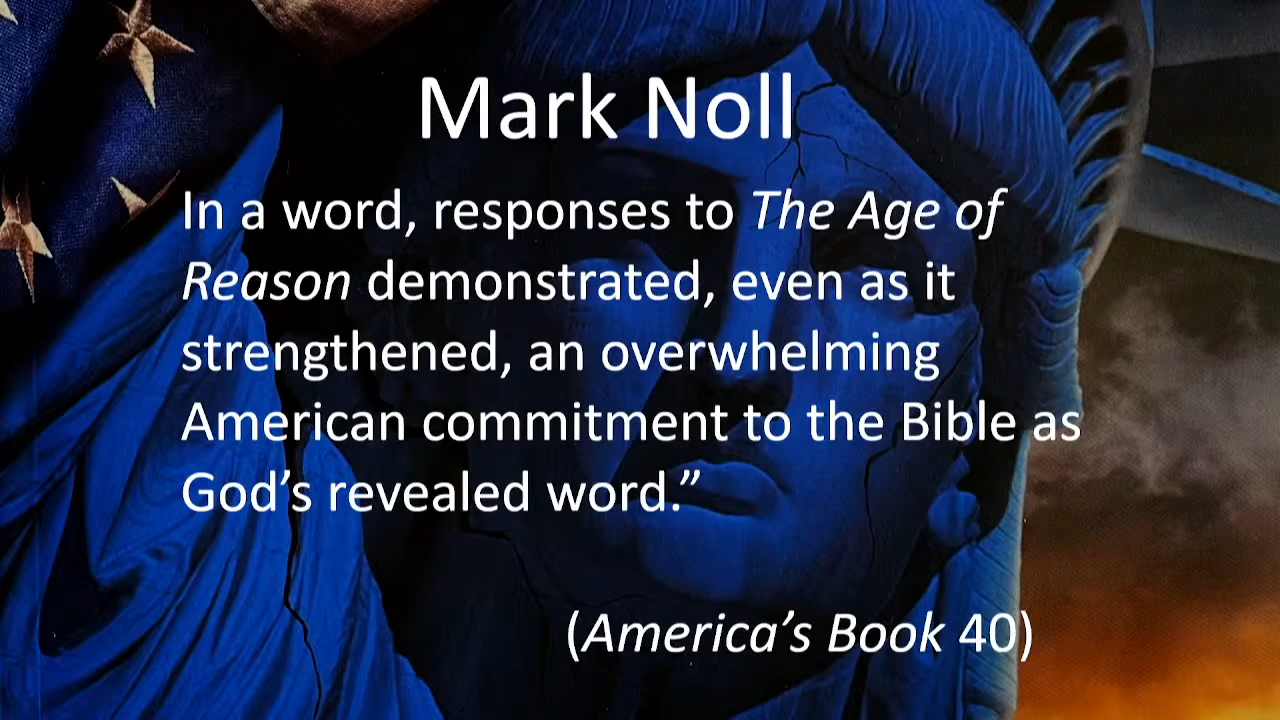 Mark Noll
In a word, responses to The Age of
Reason demonstrated, even as it
strengthened, an overwhelming
American commitment to the Bible as
God’s revealed word.”
(America’s Book 40)